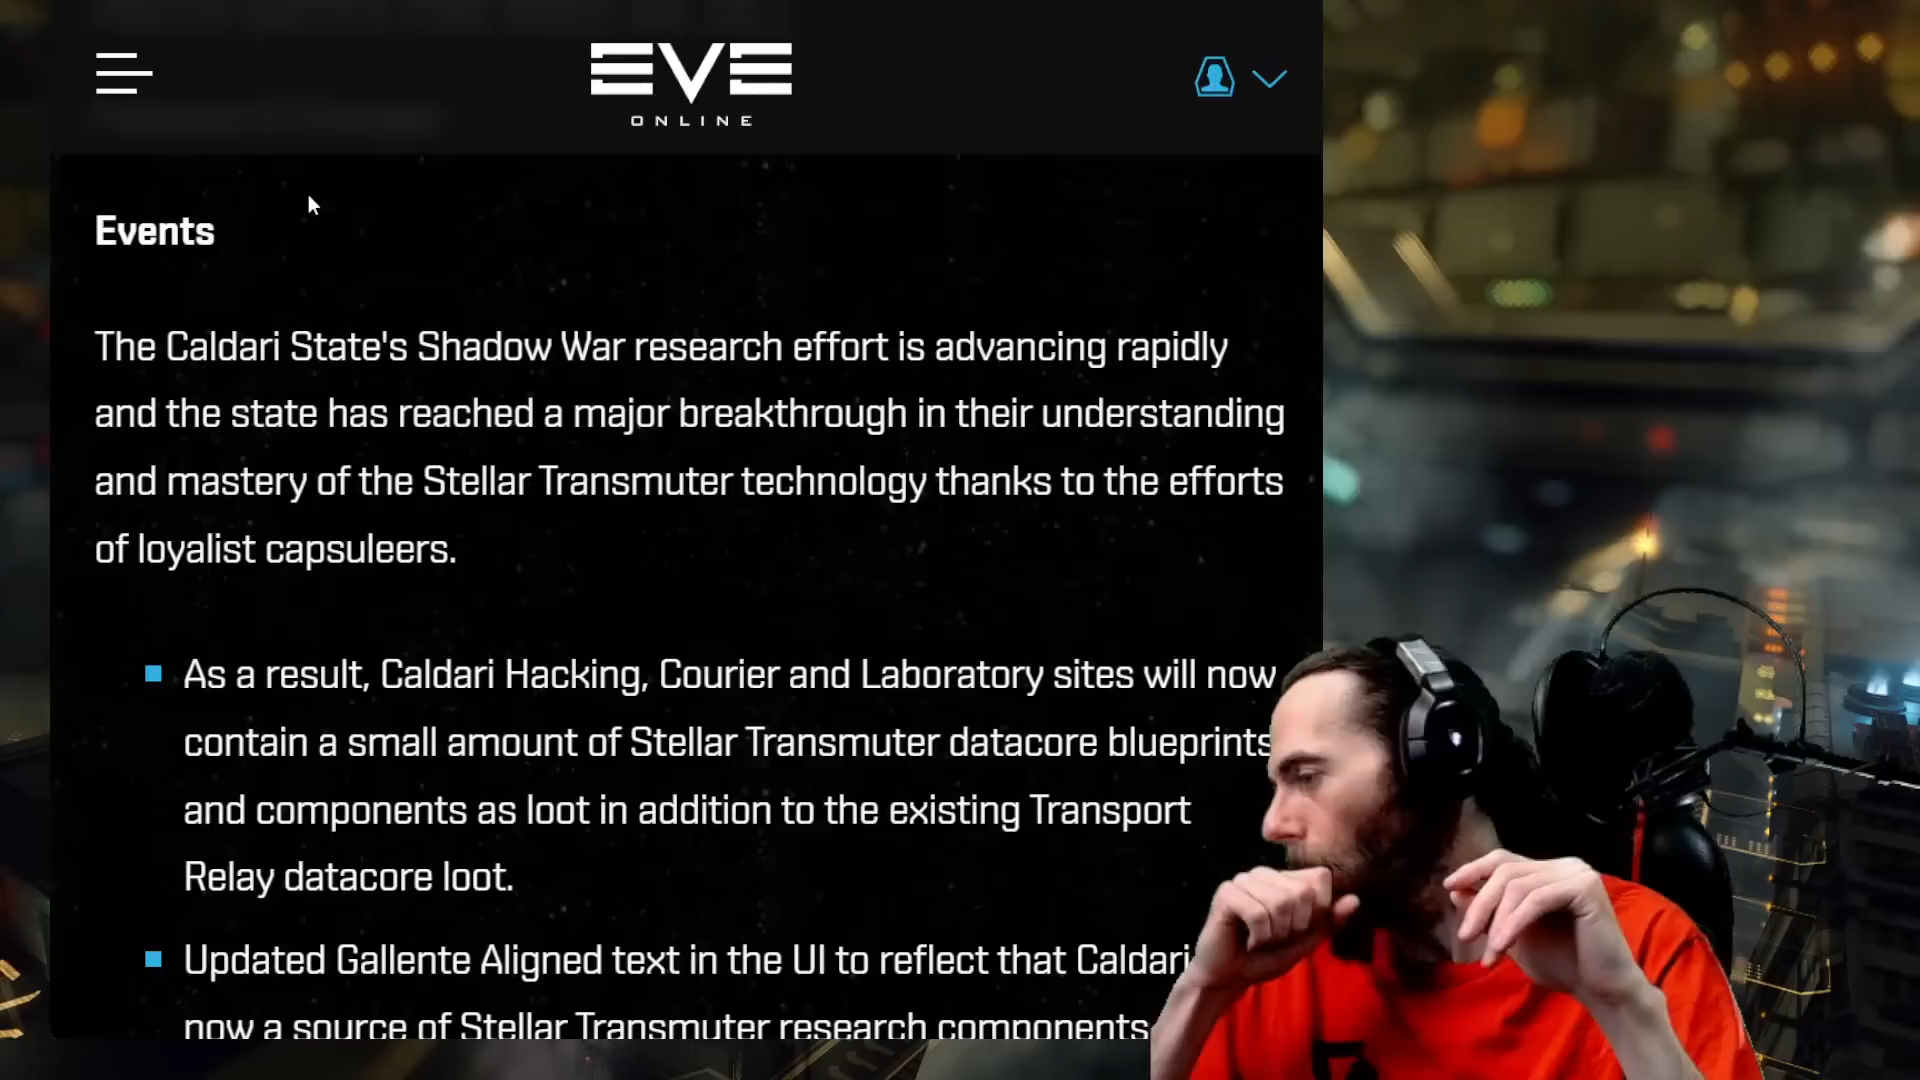 EVE
ONLINE
Events
The Caldari State's Shadow War research effort is advancing rapidly
and the state has reached a major breakthrough in their understanding
and mastery of the Stellar Transmuter technology thanks to the efforts
of loyalist capsuleers.
As a result, Caldari Hacking, Courier and Laboratory sites will now
contain a small amount of Stellar Transmuter datacore blueprints
and components as loot in addition to the existing Transport
Relay datacore loot.
Updated Gallente Aligned text in the UI to reflect that Caldari
now a source of Stellar Transmuter research components